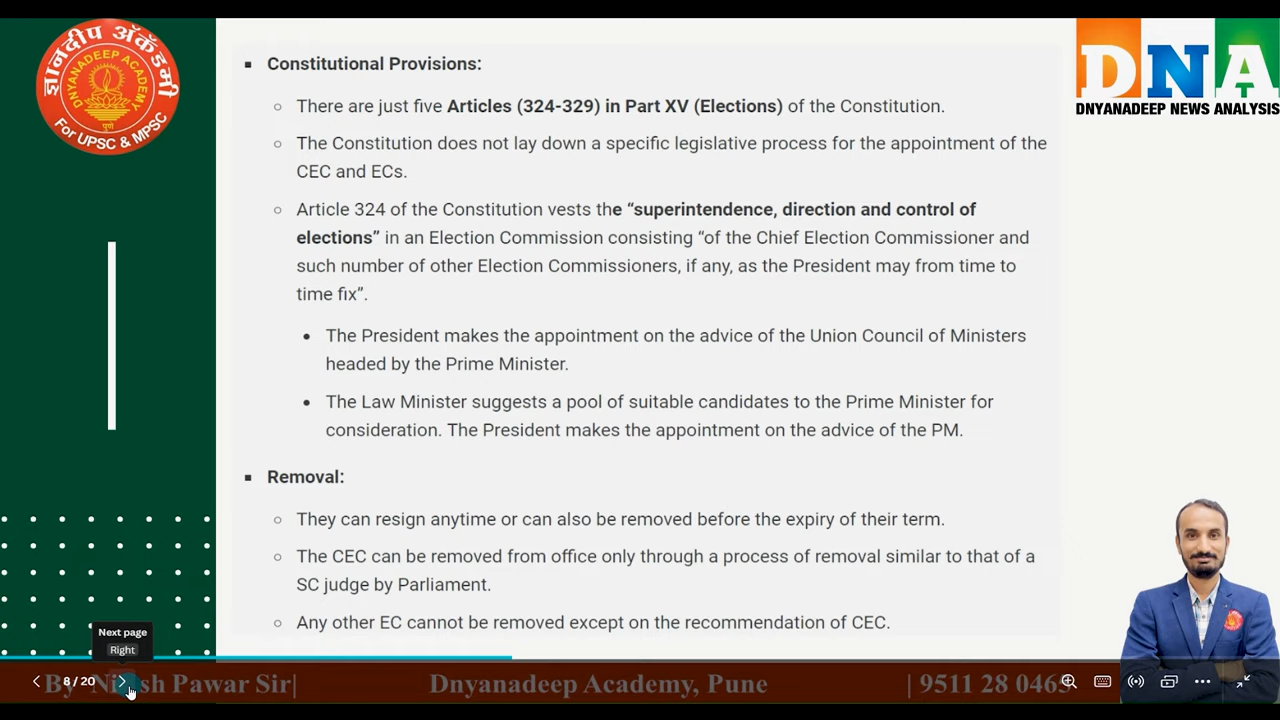 ज्ञानदीप अॅकॅडमी
DNYANADEEP ACADEMY
पुणे
For UPSC & MPSC
DNA
DNYANADEEP NEWS ANALYSIS
Constitutional Provisions:
There are just five Articles (324-329) in Part XV (Elections) of the Constitution.
The Constitution does not lay down a specific legislative process for the appointment of the
CEC and ECs.
Article 324 of the Constitution vests the “superintendence, direction and control of
elections” in an Election Commission consisting “of the Chief Election Commissioner and
such number of other Election Commissioners, if any, as the President may from time to
time fix”.
The President makes the appointment on the advice of the Union Council of Ministers
headed by the Prime Minister.
The Law Minister suggests a pool of suitable candidates to the Prime Minister for
consideration. The President makes the appointment on the advice of the PM.
Removal:
They can resign anytime or can also be removed before the expiry of their term.
The CEC can be removed from office only through a process of removal similar to that of a
SC judge by Parliament.
Any other EC cannot be removed except on the recommendation of CEC.
Next page
Right
8 / 20
By Pawar Sir| Dnyanadeep Academy, Pune | 9511 28 0463